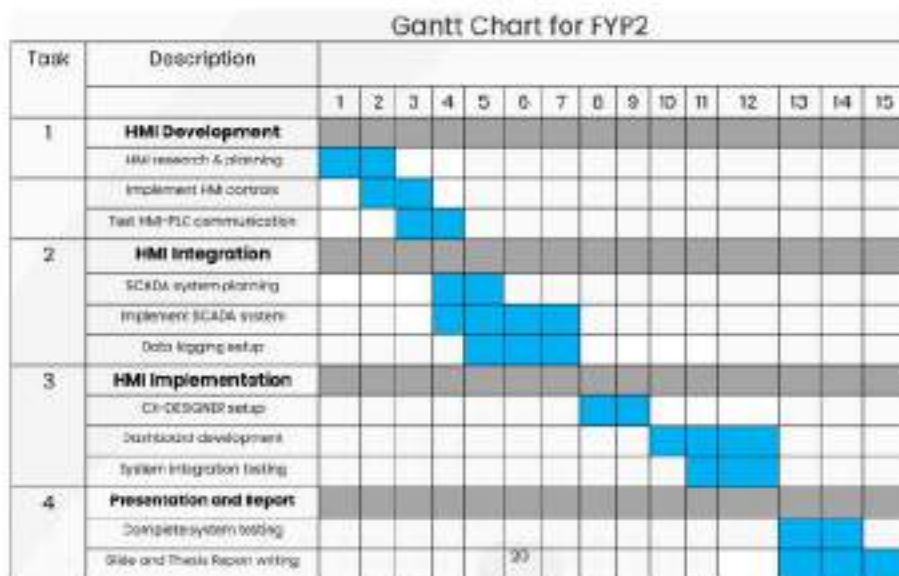 Gantt Chart for FYP2
Task Description
1 2 3 4 5 6 7 8 9 10 11 12 13 14 15
1 HMI Development
HMI research & planning
Implement HMI controls
Test HMI-PLC communication
2 HMI Integration
SCADA system planning
Implement SCADA system
Data logging setup
3 HMI Implementation
CX-DESIGNER setup
Dashboard development
System integration testing
4 Presentation and Report
Complete system testing
Slide and Thesis Report writing
20